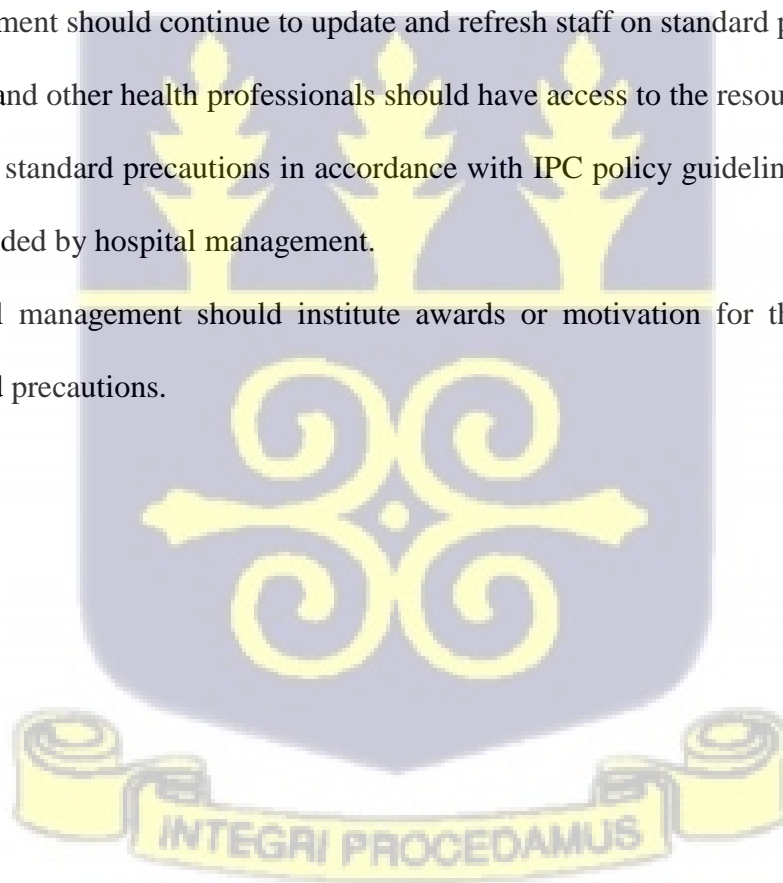 ement should continue to update and refresh staff on standard p
and other health professionals should have access to the resou
standard precautions in accordance with IPC policy guidelin
ded by hospital management.
l management should institute awards or motivation for th
d precautions.
INTEGRI PROCEDAMUS